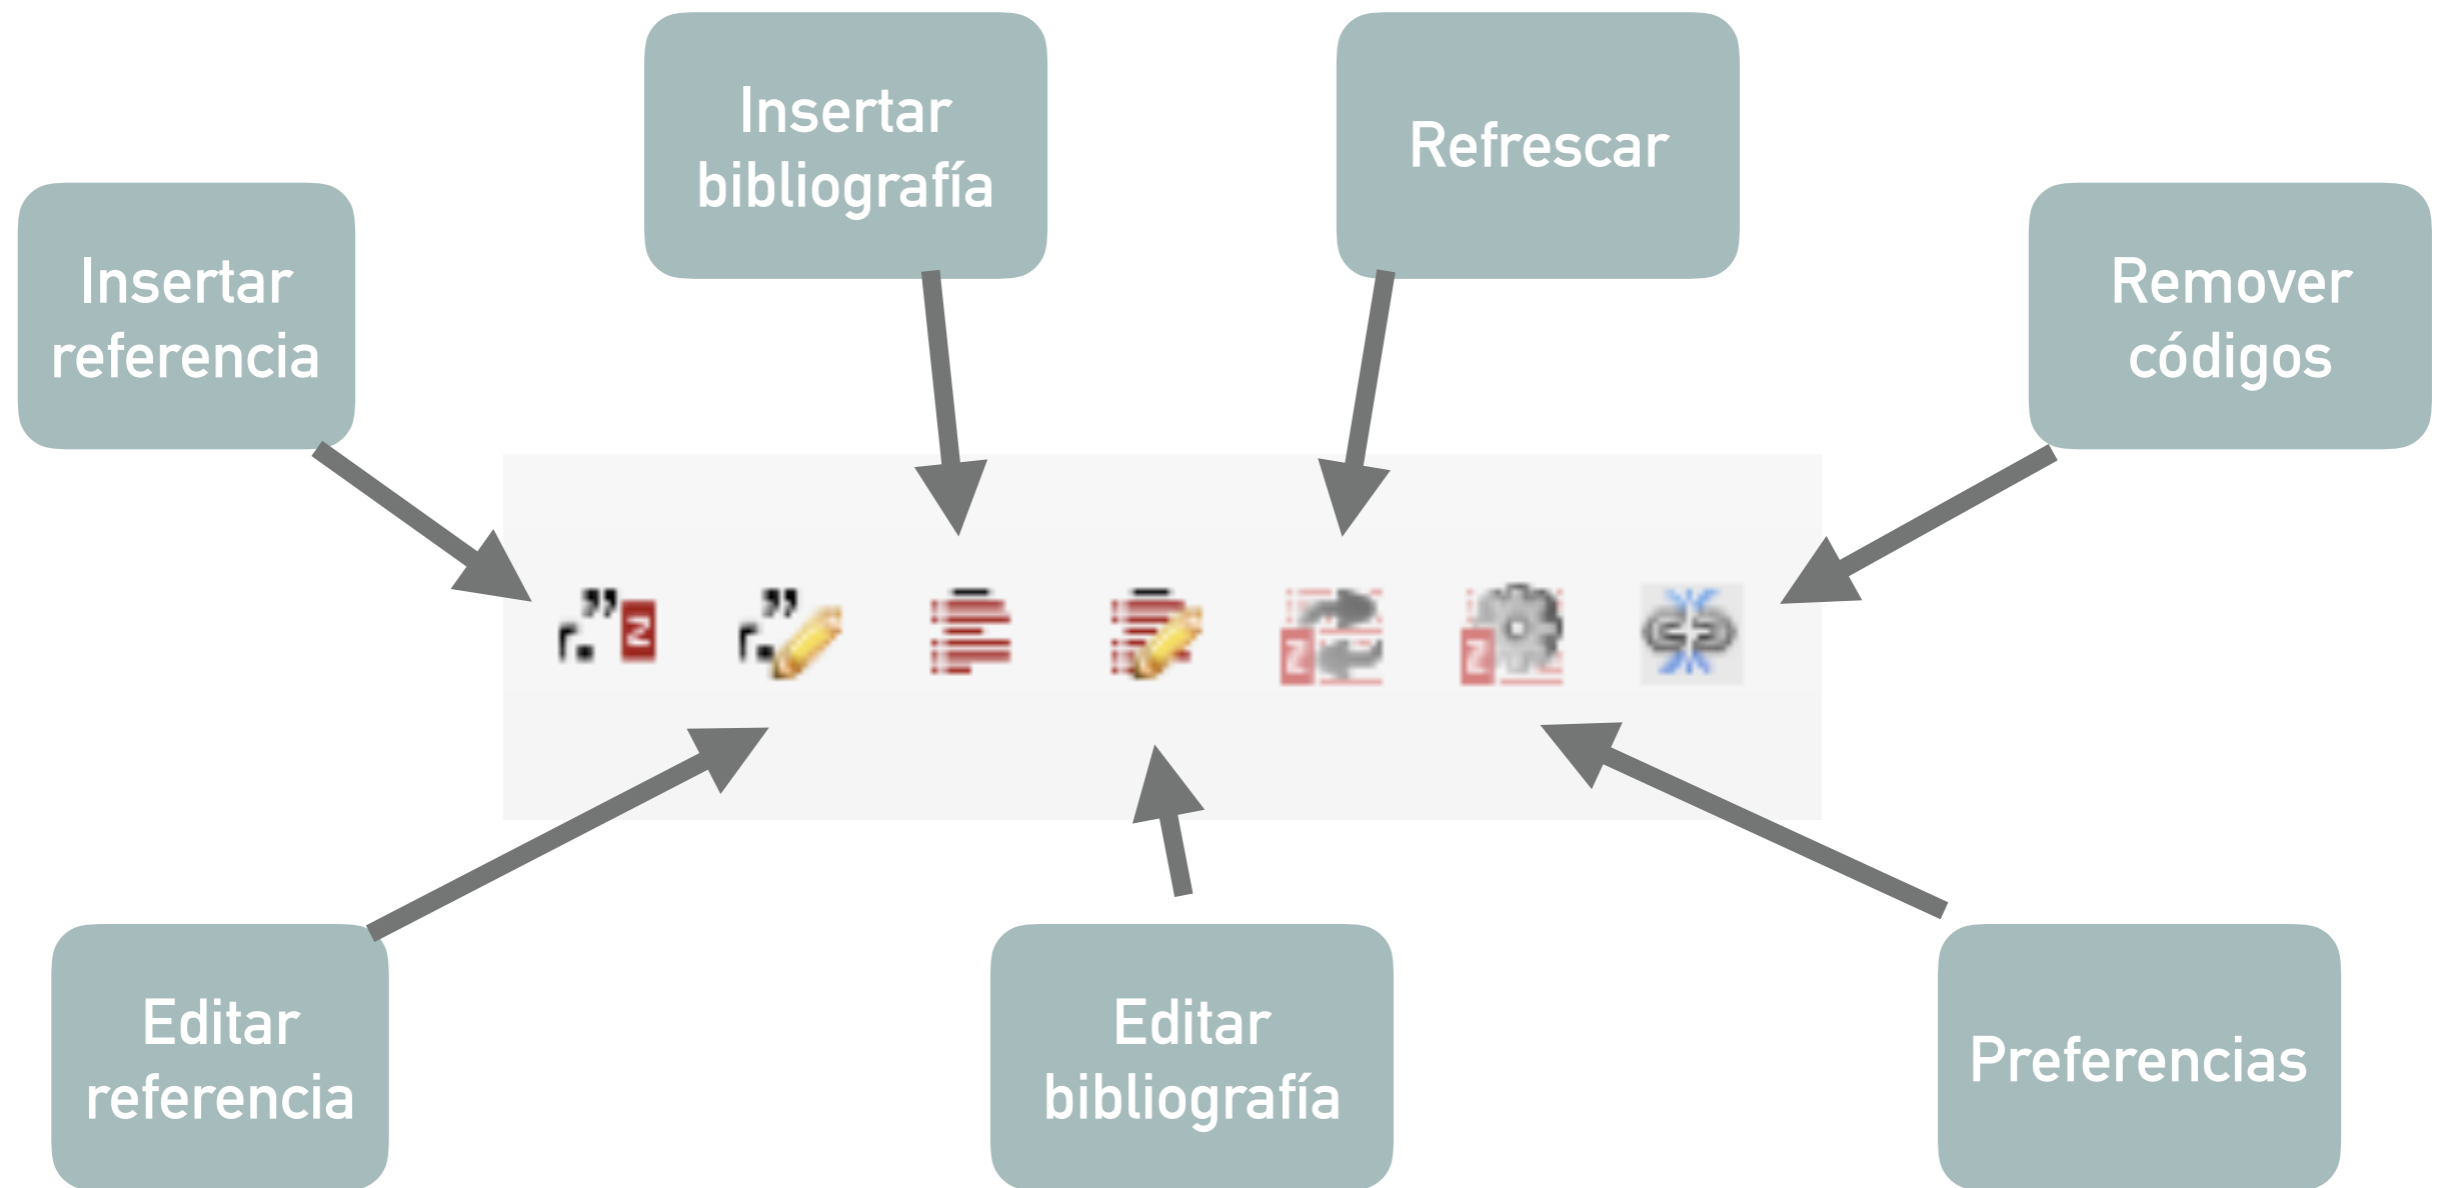 Insertar
bibliografía
Refrescar
Insertar
referencia
Remover
códigos
r.” Z
r.”
Z
Z
Editar
referencia
Editar
bibliografía
Preferencias